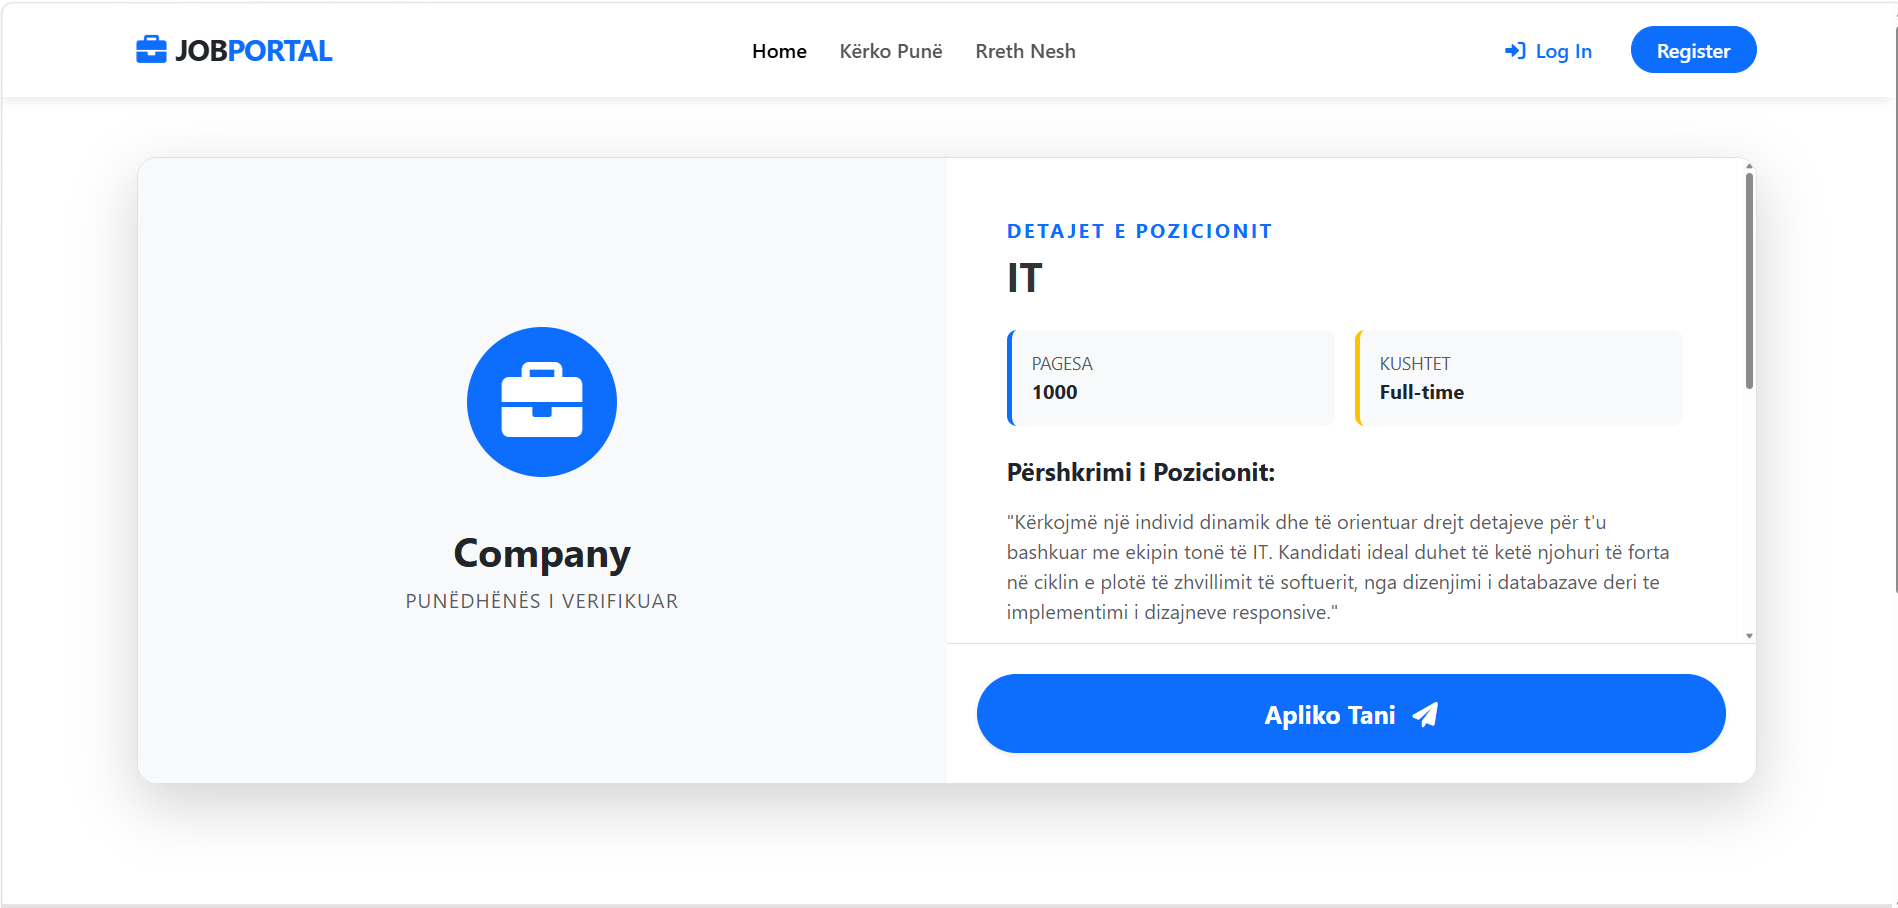 JOBPORTAL
Home
Kërko Punë
Rreth Nesh
Log In
Register
Company
PUNËDHËNËS I VERIFIKUAR
DETAJET E POZICIONIT
IT
PAGESA
1000
KUSHTET
Full-time
Përshkrimi i Pozicionit:
"Kërkojmë një individ dinamik dhe të orientuar drejt detajeve për t'u
bashkuar me ekipin tonë të IT. Kandidati ideal duhet të ketë njohuri të forta
në ciklin e plotë të zhvillimit të softuerit, nga dizenjimi i databazave deri te
implementimi i dizajneve responsive."
Apliko Tani